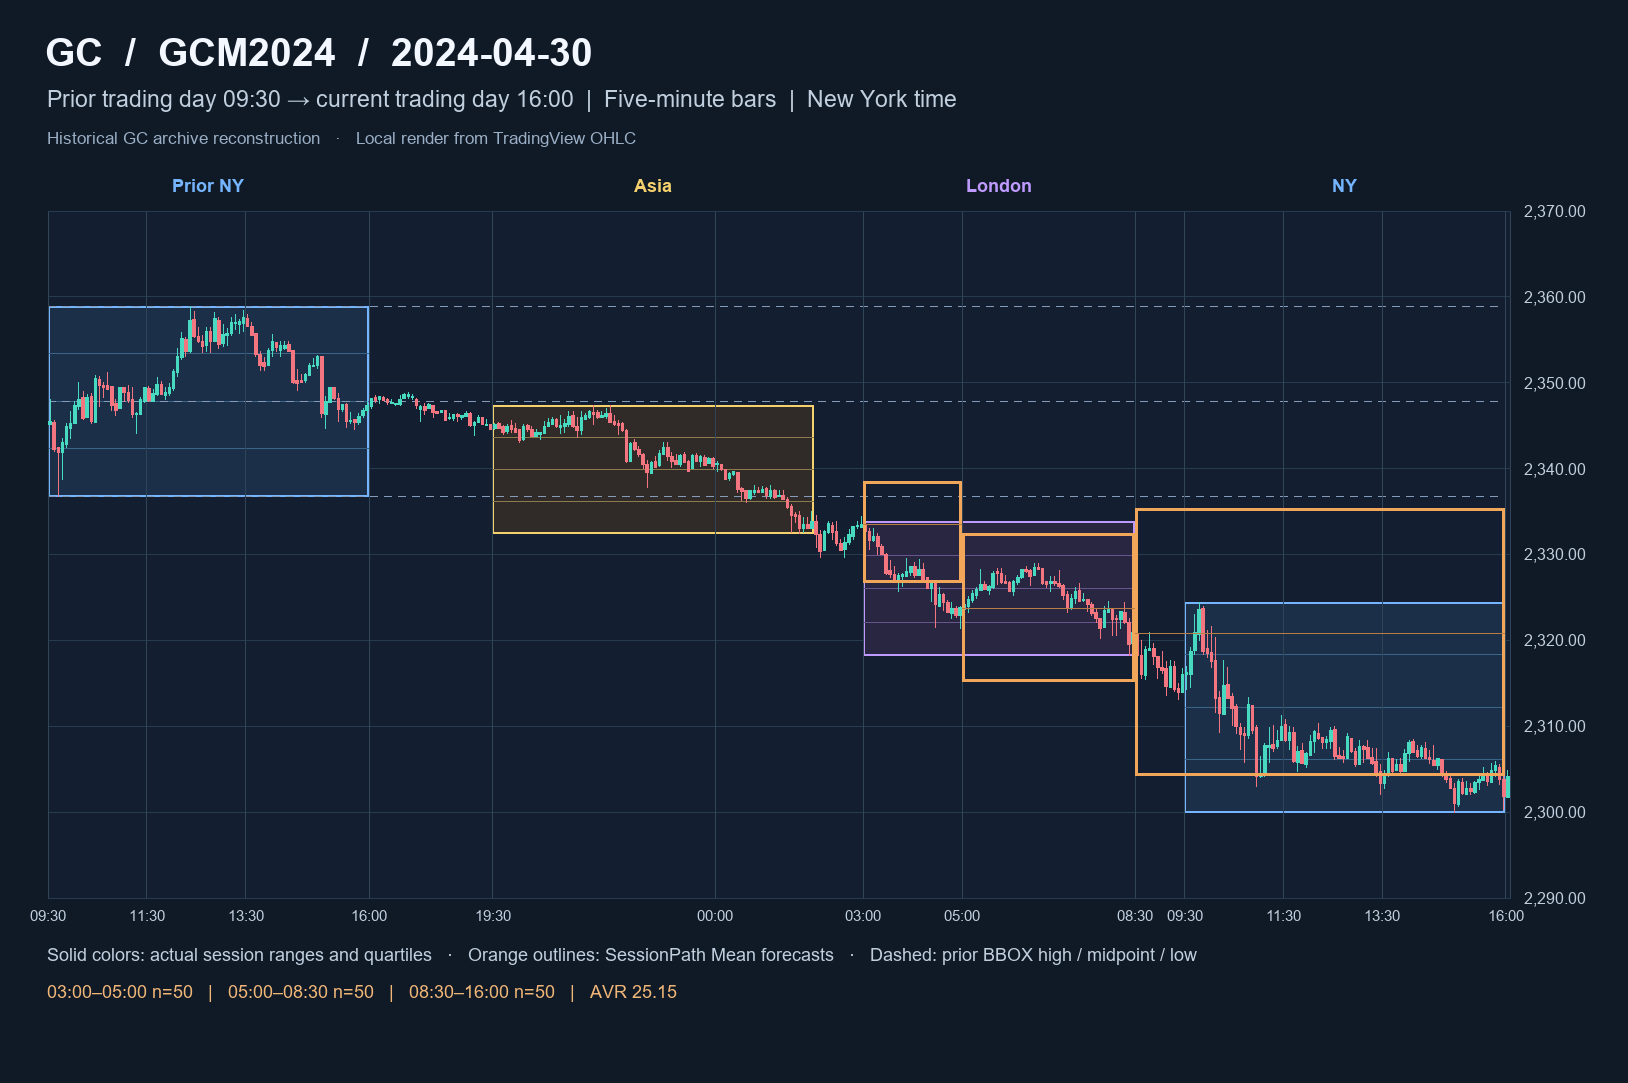 GC / GCM2024 / 2024-04-30
Prior trading day 09:30 → current trading day 16:00 | Five-minute bars | New York time
Historical GC archive reconstruction · Local render from TradingView OHLC
Prior NY Asia London NY
2,370.00
2,360.00
2,350.00
2,340.00
2,330.00
2,320.00
2,310.00
2,300.00
2,290.00
09:30 11:30 13:30 16:00 19:30 00:00 03:00 05:00 08:30 09:30 11:30 13:30 16:00
Solid colors: actual session ranges and quartiles · Orange outlines: SessionPath Mean forecasts · Dashed: prior BBOX high / midpoint / low
03:00–05:00 n=50 | 05:00–08:30 n=50 | 08:30–16:00 n=50 | AVR 25.15